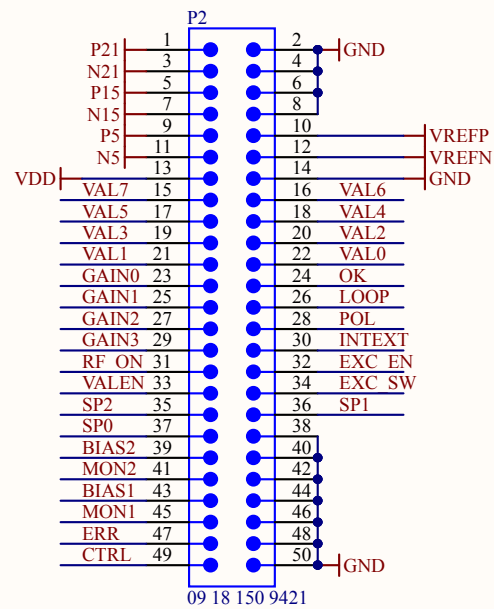 P2
P21 1 2 GND
N21 3 4
P15 5 6
N15 7 8
P5 9 10 VREFP
N5 11 12 VREFN
VDD 13 14 GND
VAL7 15 16 VAL6
VAL5 17 18 VAL4
VAL3 19 20 VAL2
VAL1 21 22 VAL0
GAIN0 23 24 OK
GAIN1 25 26 LOOP
GAIN2 27 28 POL
GAIN3 29 30 INTEXT
RF_ON 31 32 EXC_EN
VALEN 33 34 EXC_SW
SP2 35 36 SP1
SP0 37 38
BIAS2 39 40
MON2 41 42
BIAS1 43 44
MON1 45 46
ERR 47 48
CTRL 49 50 GND
09 18 150 9421